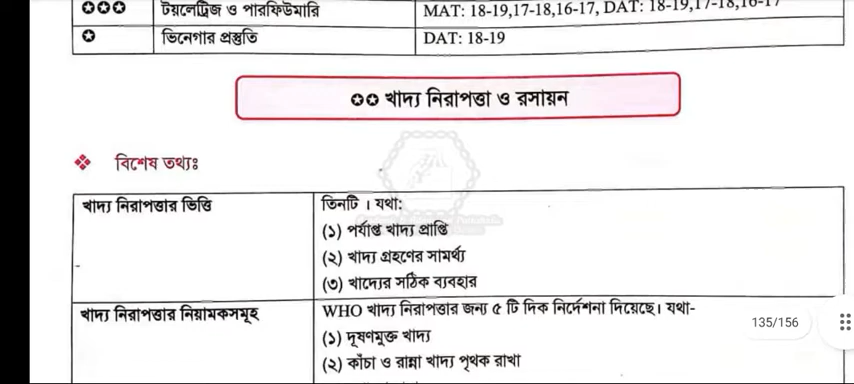 ✪✪✪ টয়লেট্রিজ ও পারফিউমারি MAT: 18-19,17-18,16-17, DAT: 18-19,17-18,16-17
✪ ভিনেগার প্রস্তুতি DAT: 18-19
✪✪ খাদ্য নিরাপত্তা ও রসায়ন
❖ বিশেষ তথ্যঃ
খাদ্য নিরাপত্তার ভিত্তি তিনটি । যথা:
(১) পর্যাপ্ত খাদ্য প্রাপ্তি
(২) খাদ্য গ্রহণের সামর্থ্য
(৩) খাদ্যের সঠিক ব্যবহার
খাদ্য নিরাপত্তার নিয়ামকসমূহ WHO খাদ্য নিরাপত্তার জন্য ৫ টি দিক নির্দেশনা দিয়েছে। যথা-
(১) দূষণমুক্ত খাদ্য
135/156
(২) কাঁচা ও রান্না খাদ্য পৃথক রাখা